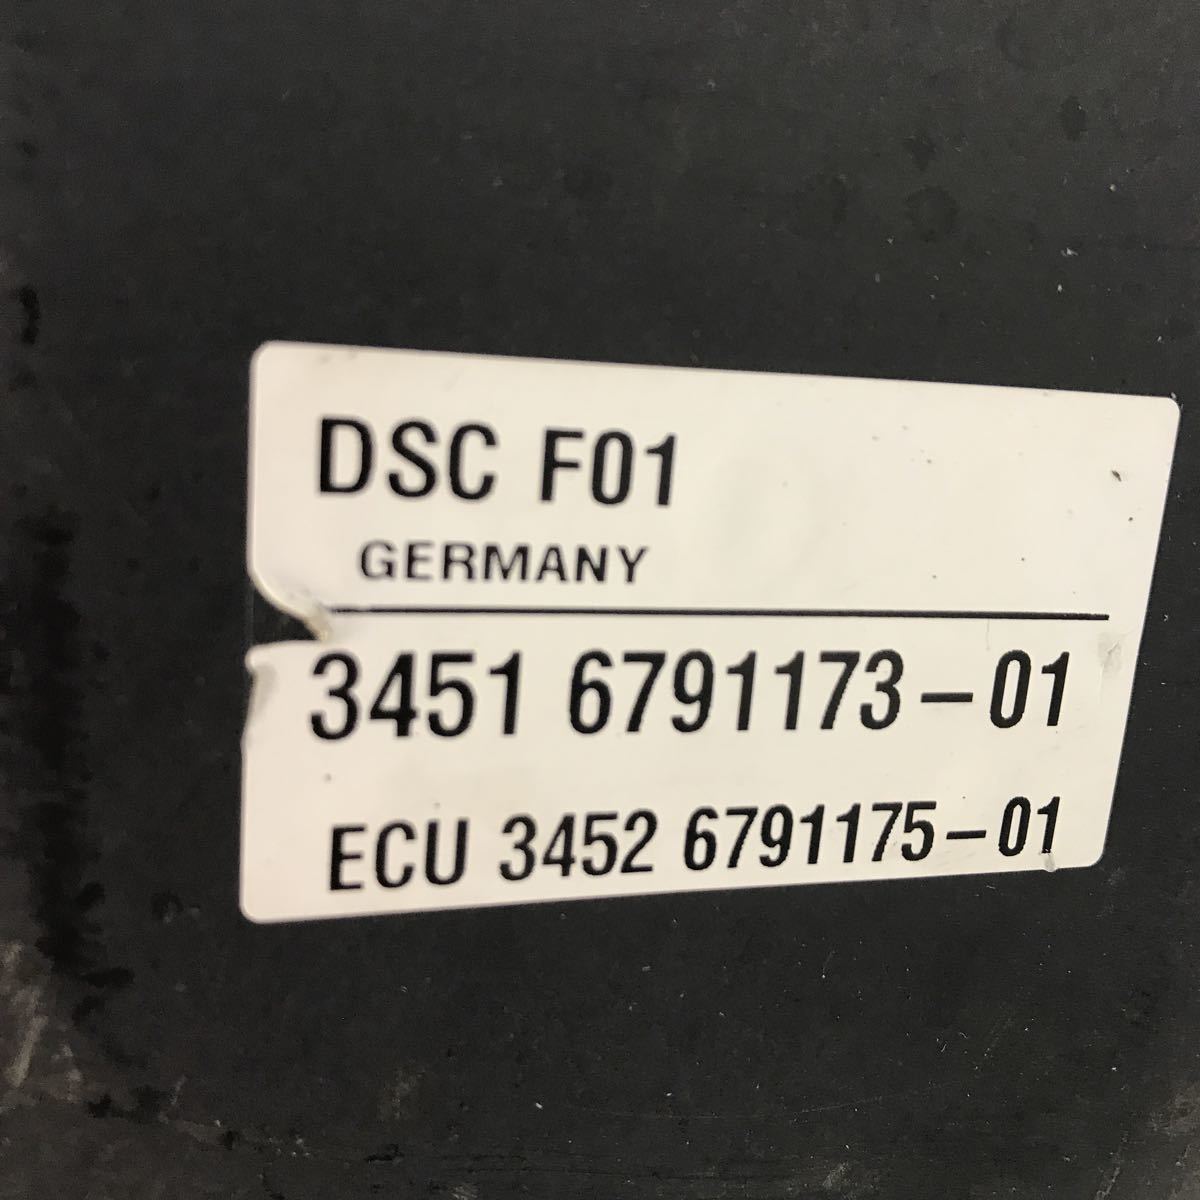 DSC F01
GERMANY
3451 6791173-01
ECU 3452 6791175-01